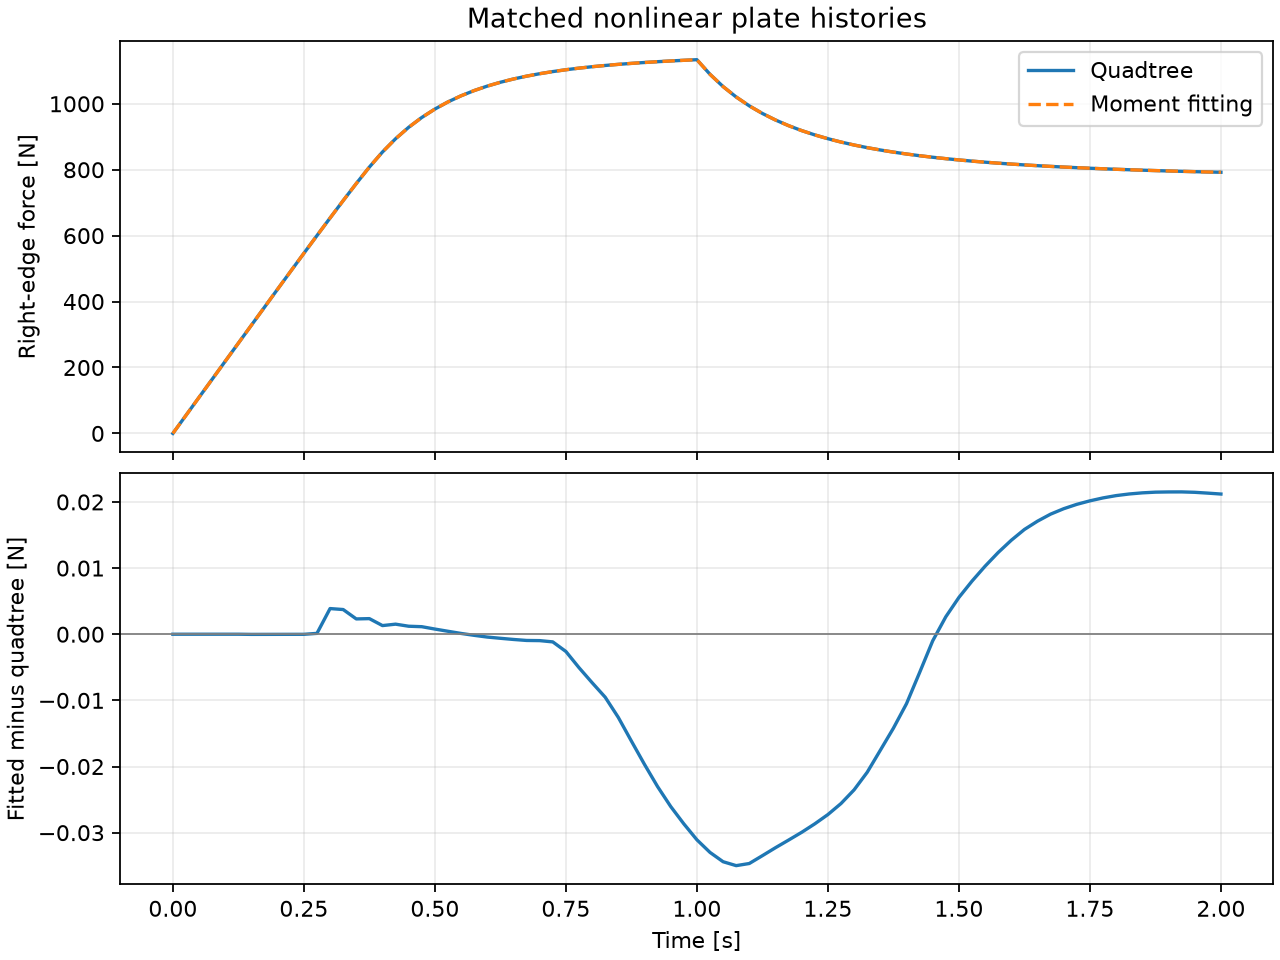 Matched nonlinear plate histories
Right-edge force [N]
1000
800
600
400
200
0
Quadtree
Moment fitting
Fitted minus quadtree [N]
0.02
0.01
0.00
−0.01
−0.02
−0.03
0.00 0.25 0.50 0.75 1.00 1.25 1.50 1.75 2.00
Time [s]